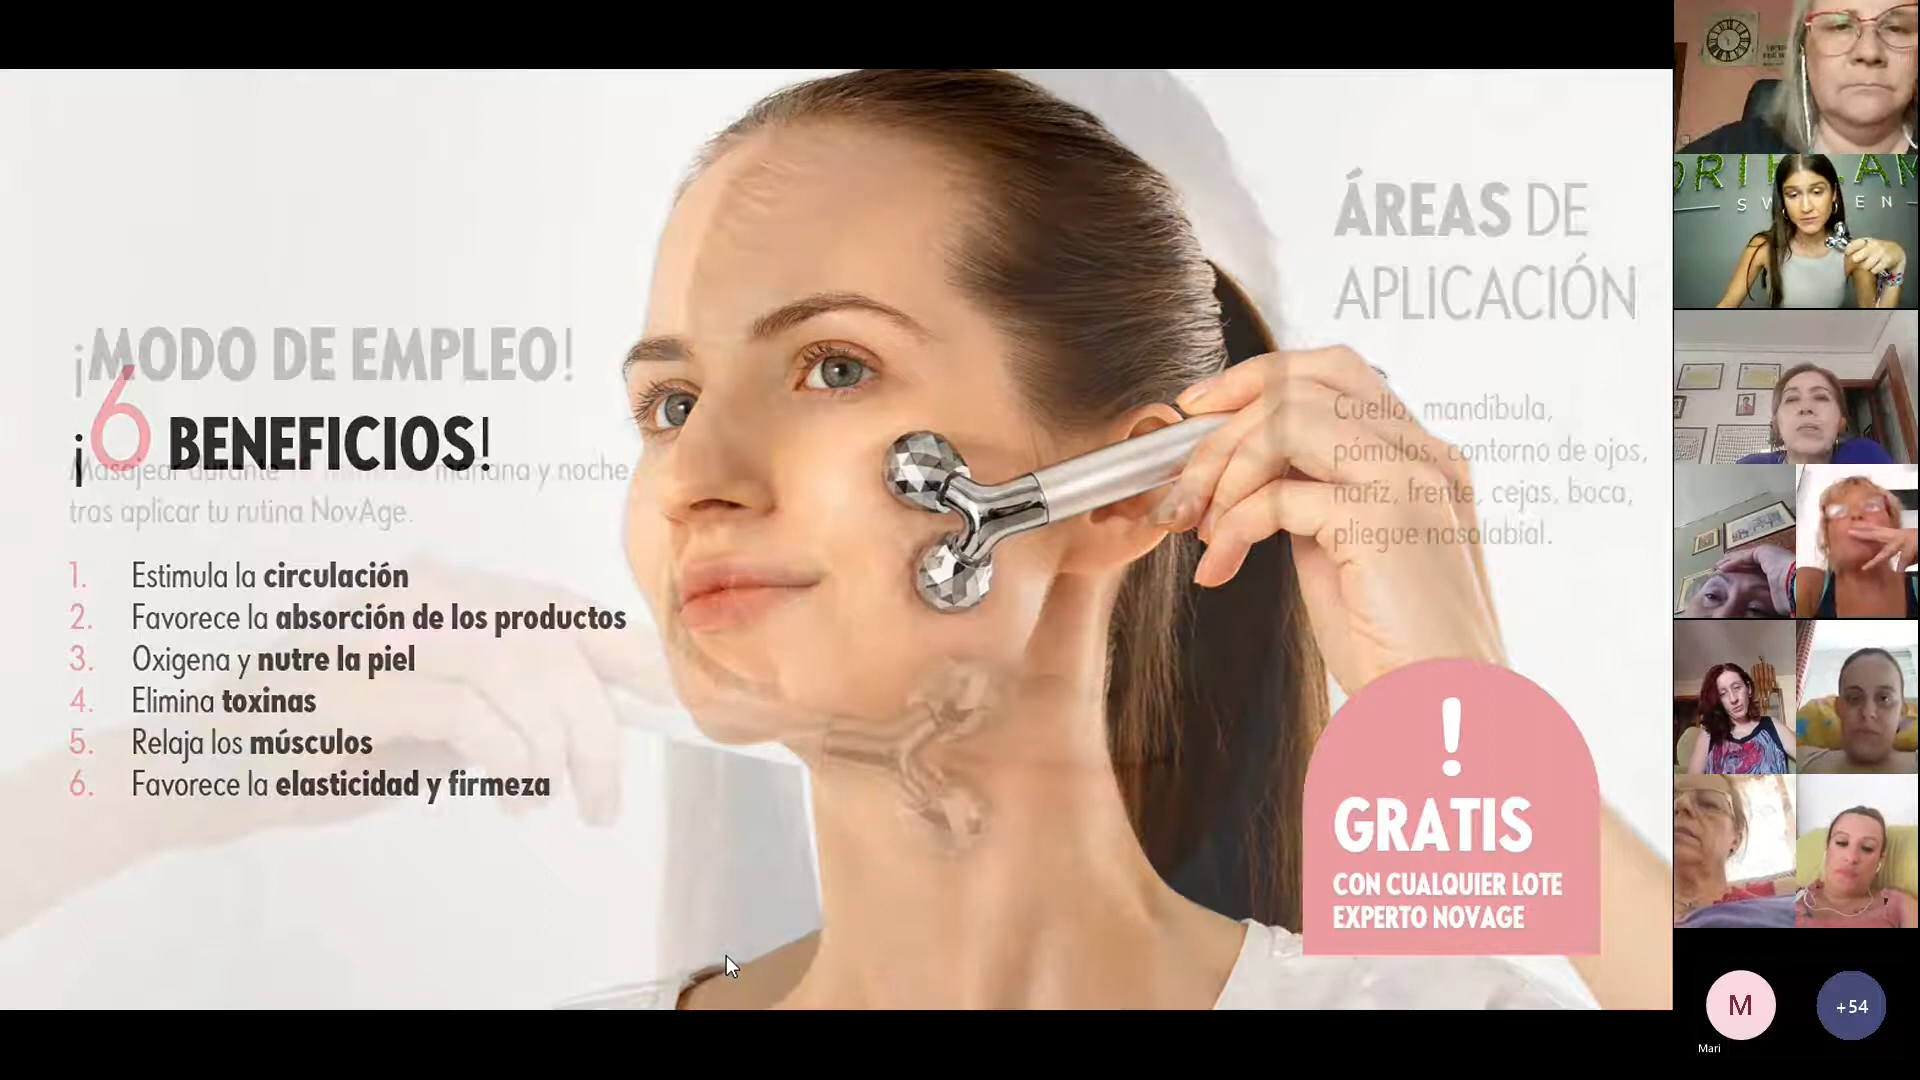 ¡MODO DE EMPLEO!
¡6 BENEFICIOS!
Masajear durante mañana y noche
tras aplicar tu rutina NovAge.
1. Estimula la circulación
2. Favorece la absorción de los productos
3. Oxigena y nutre la piel
4. Elimina toxinas
5. Relaja los músculos
6. Favorece la elasticidad y firmeza
ÁREAS DE
APLICACIÓN
Cuello, mandíbula,
pómulos, contorno de ojos,
nariz, frente, cejas, boca,
pliegue nasolabial.
!
GRATIS
CON CUALQUIER LOTE
EXPERTO NOVAGE
M
Mari
+54